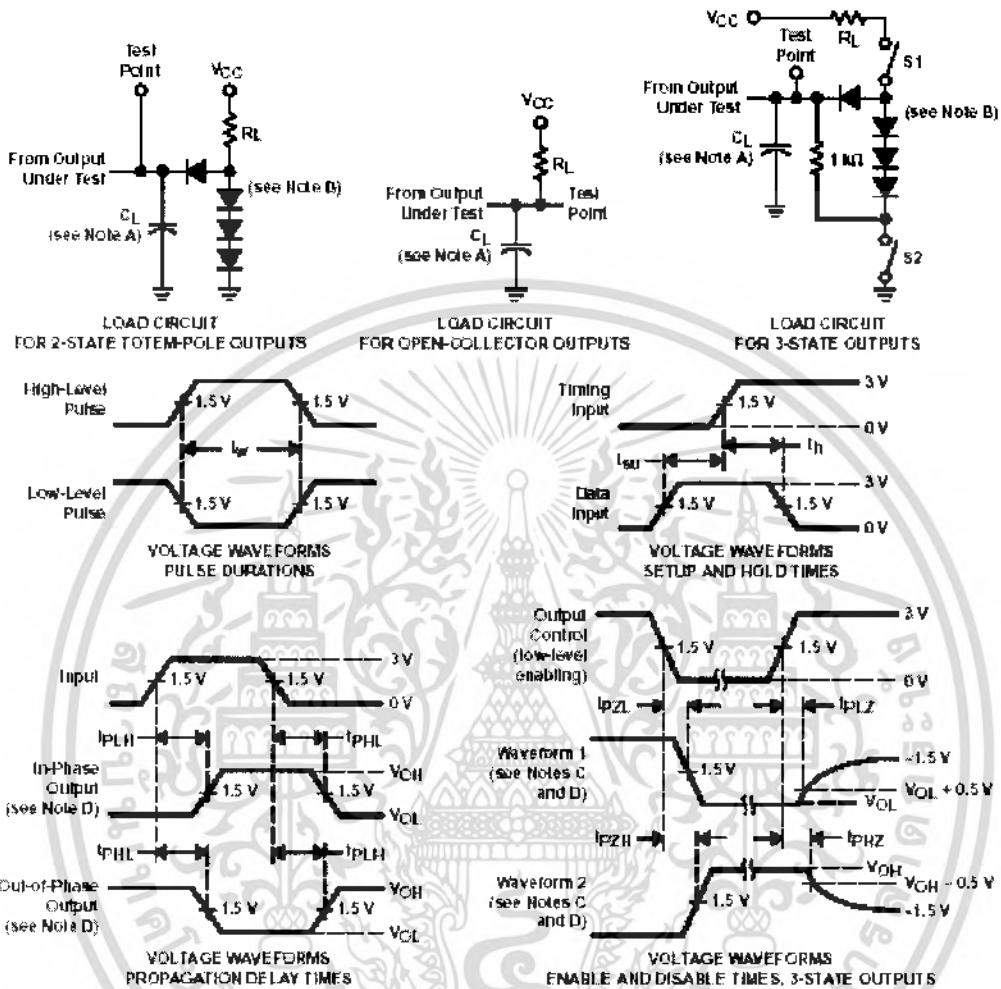 Test
Point
VCC
RL
From Output
Under Test
(see Note B)
CL
(see Note A)
LOAD CIRCUIT
FOR 2-STATE TOTEM-POLE OUTPUTS
VCC
RL
From Output
Under Test
Test
Point
CL
(see Note A)
LOAD CIRCUIT
FOR OPEN-COLLECTOR OUTPUTS
VCC
RL
Test
Point
S1
From Output
Under Test
(see Note B)
CL
(see Note A)
1 kΩ
S2
LOAD CIRCUIT
FOR 3-STATE OUTPUTS
High-Level
Pulse
1.5 V
1.5 V
tw
Low-Level
Pulse
1.5 V
1.5 V
VOLTAGE WAVEFORMS
PULSE DURATIONS
Timing
Input
1.5 V
3 V
0 V
tsu
th
Data
Input
1.5 V
1.5 V
3 V
0 V
VOLTAGE WAVEFORMS
SETUP AND HOLD TIMES
Input
1.5 V
1.5 V
3 V
0 V
tPLH
tPHL
In-Phase
Output
(see Note D)
1.5 V
1.5 V
VOH
VOL
tPHL
tPLH
Out-of-Phase
Output
(see Note D)
1.5 V
1.5 V
VOH
VOL
VOLTAGE WAVEFORMS
PROPAGATION DELAY TIMES
Output
Control
(low-level
enabling)
1.5 V
1.5 V
3 V
0 V
tPZL
tPLZ
Waveform 1
(see Notes C
and D)
1.5 V
~1.5 V
VOL + 0.5 V
VOL
tPZH
tPHZ
Waveform 2
(see Notes C
and D)
1.5 V
VOH
VOH - 0.5 V
~1.5 V
VOLTAGE WAVEFORMS
ENABLE AND DISABLE TIMES, 3-STATE OUTPUTS